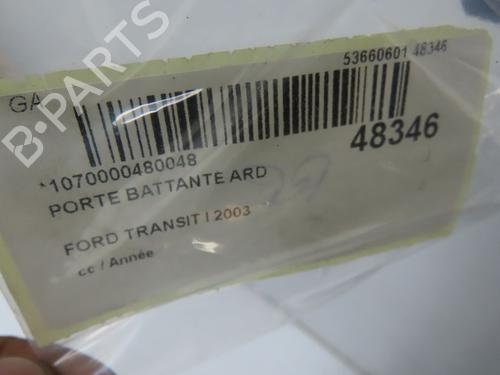 GA
53660601 48346
48346
*1070000480048
PORTE BATTANTE ARD
FORD TRANSIT I 2003
cc / Année
B-PARTS